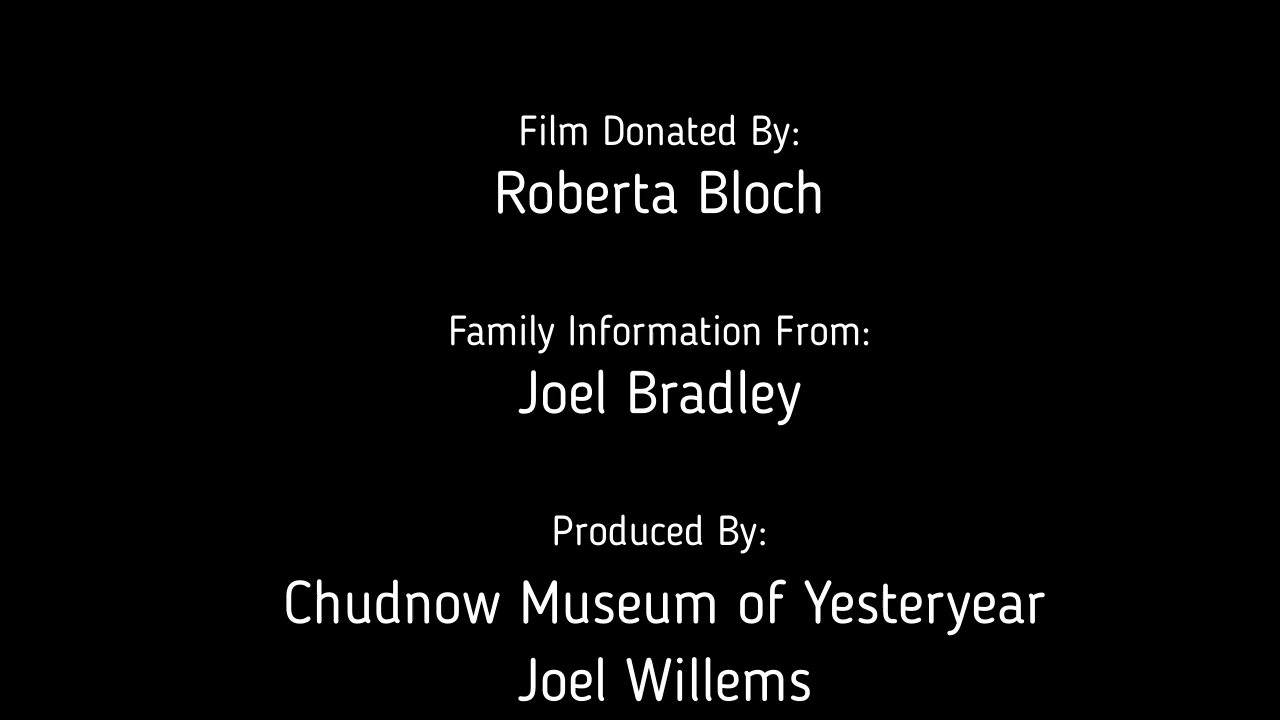 Film Donated By:
Roberta Bloch
Family Information From:
Joel Bradley
Produced By:
Chudnow Museum of Yesteryear
Joel Willems